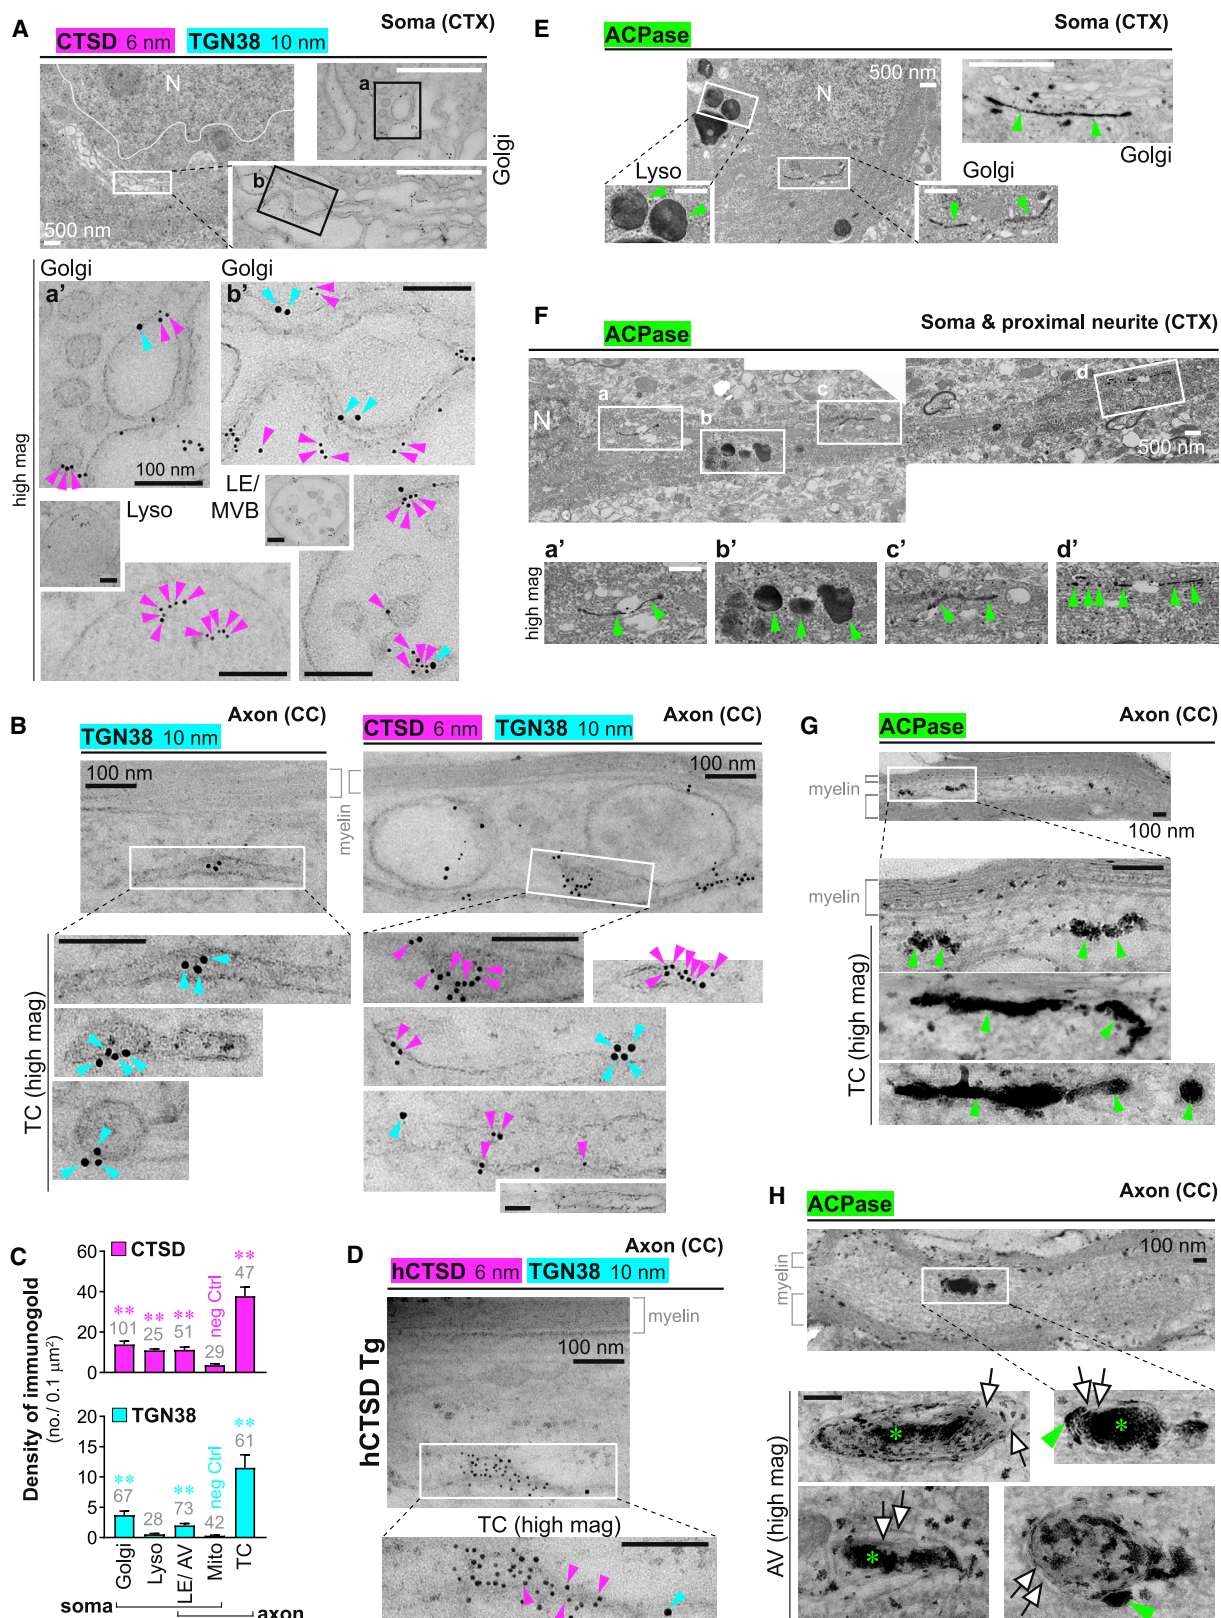 A
Soma (CTX)
CTSD 6 nm
TGN38 10 nm
N
500 nm
a
b
Golgi
Golgi
a’
100 nm
Golgi
b’
high mag
Lyso
LE/
MVB
B
Axon (CC)
TGN38 10 nm
100 nm
Axon (CC)
CTSD 6 nm
TGN38 10 nm
100 nm
myelin
TC (high mag)
C
Density of immunogold
(no./ 0.1 μm²)
CTSD
60
40
20
0
**
101
**
25
**
51
neg Ctrl
29
**
47
TGN38
20
15
10
5
0
**
67
28
**
73
neg Ctrl
42
**
61
Golgi
Lyso
LE/ AV
Mito
TC
soma
axon
D
Axon (CC)
hCTSD 6 nm
TGN38 10 nm
hCTSD Tg
myelin
100 nm
TC (high mag)
E
Soma (CTX)
ACPase
500 nm
N
Lyso
Golgi
Golgi
F
Soma & proximal neurite (CTX)
ACPase
N
a
b
c
d
500 nm
high mag
a’
b’
c’
d’
G
Axon (CC)
ACPase
myelin
100 nm
myelin
TC (high mag)
H
Axon (CC)
ACPase
myelin
100 nm
AV (high mag)
*
*
*